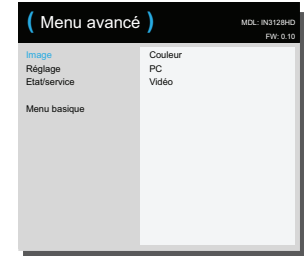 ( Menu avancé )
MDL: IN3128HD
FW: 0.10
Image
Réglage
Etat/service
Menu basique
Couleur
PC
Vidéo